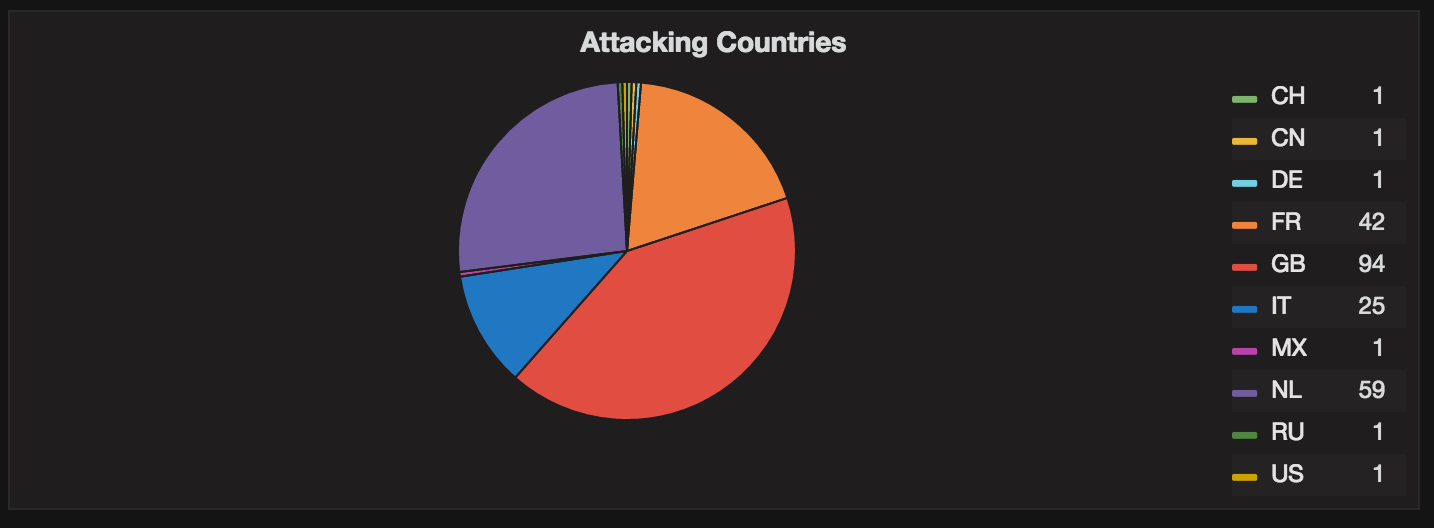 Attacking Countries
CH 1
CN 1
DE 1
FR 42
GB 94
IT 25
MX 1
NL 59
RU 1
US 1